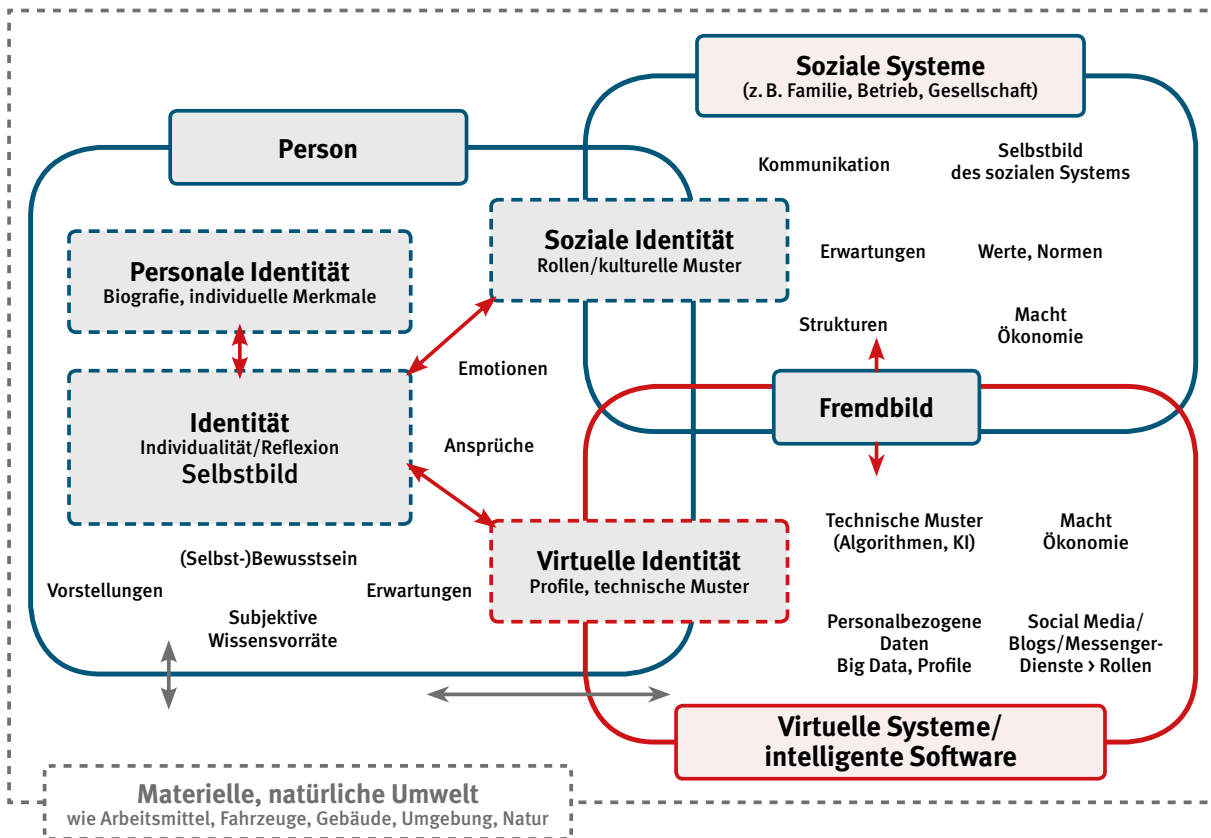 Soziale Systeme
(z. B. Familie, Betrieb, Gesellschaft)
Kommunikation
Selbstbild
des sozialen Systems
Erwartungen
Werte, Normen
Strukturen
Macht
Ökonomie
Person
Soziale Identität
Rollen/kulturelle Muster
Personale Identität
Biografie, individuelle Merkmale
Emotionen
Identität
Individualität/Reflexion
Selbstbild
Ansprüche
Fremdbild
Virtuelle Identität
Profile, technische Muster
(Selbst-)Bewusstsein
Vorstellungen
Erwartungen
Subjektive
Wissensvorräte
Technische Muster
(Algorithmen, KI)
Macht
Ökonomie
Personalbezogene
Daten
Big Data, Profile
Social Media/
Blogs/Messenger-
Dienste > Rollen
Virtuelle Systeme/
intelligente Software
Materielle, natürliche Umwelt
wie Arbeitsmittel, Fahrzeuge, Gebäude, Umgebung, Natur